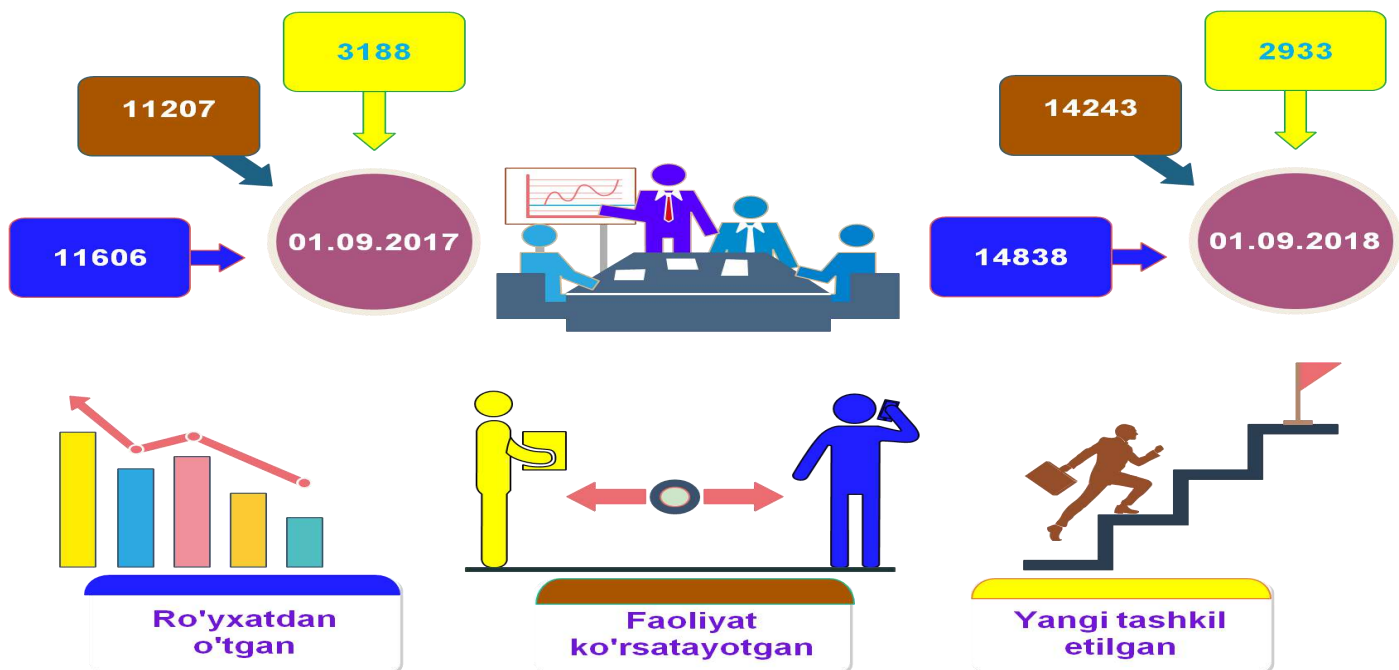 3188
11207
11606
01.09.2017
2933
14243
14838
01.09.2018
Ro'yxatdan
o'tgan
Faoliyat
ko'rsatayotgan
Yangi tashkil
etilgan